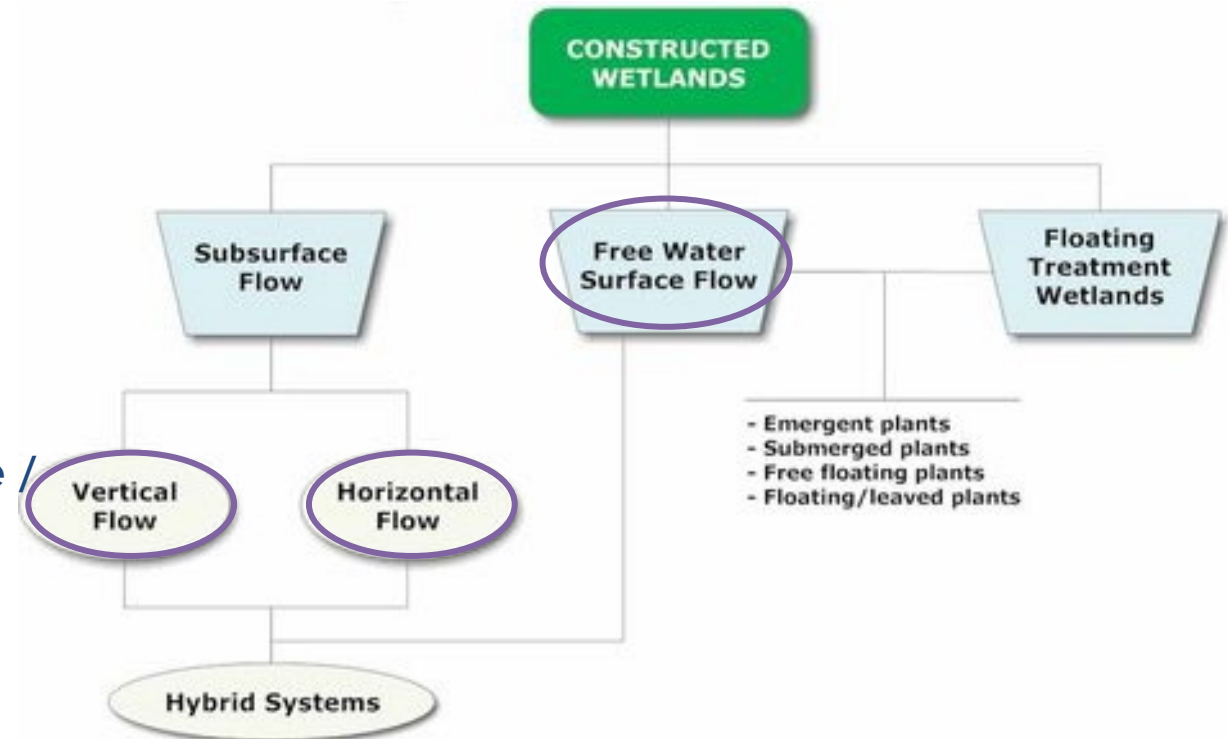 CONSTRUCTED
WETLANDS
Subsurface
Flow
Free Water
Surface Flow
Floating
Treatment
Wetlands
- Emergent plants
- Submerged plants
- Free floating plants
- Floating/leaved plants
e /
Vertical
Flow
Horizontal
Flow
Hybrid Systems